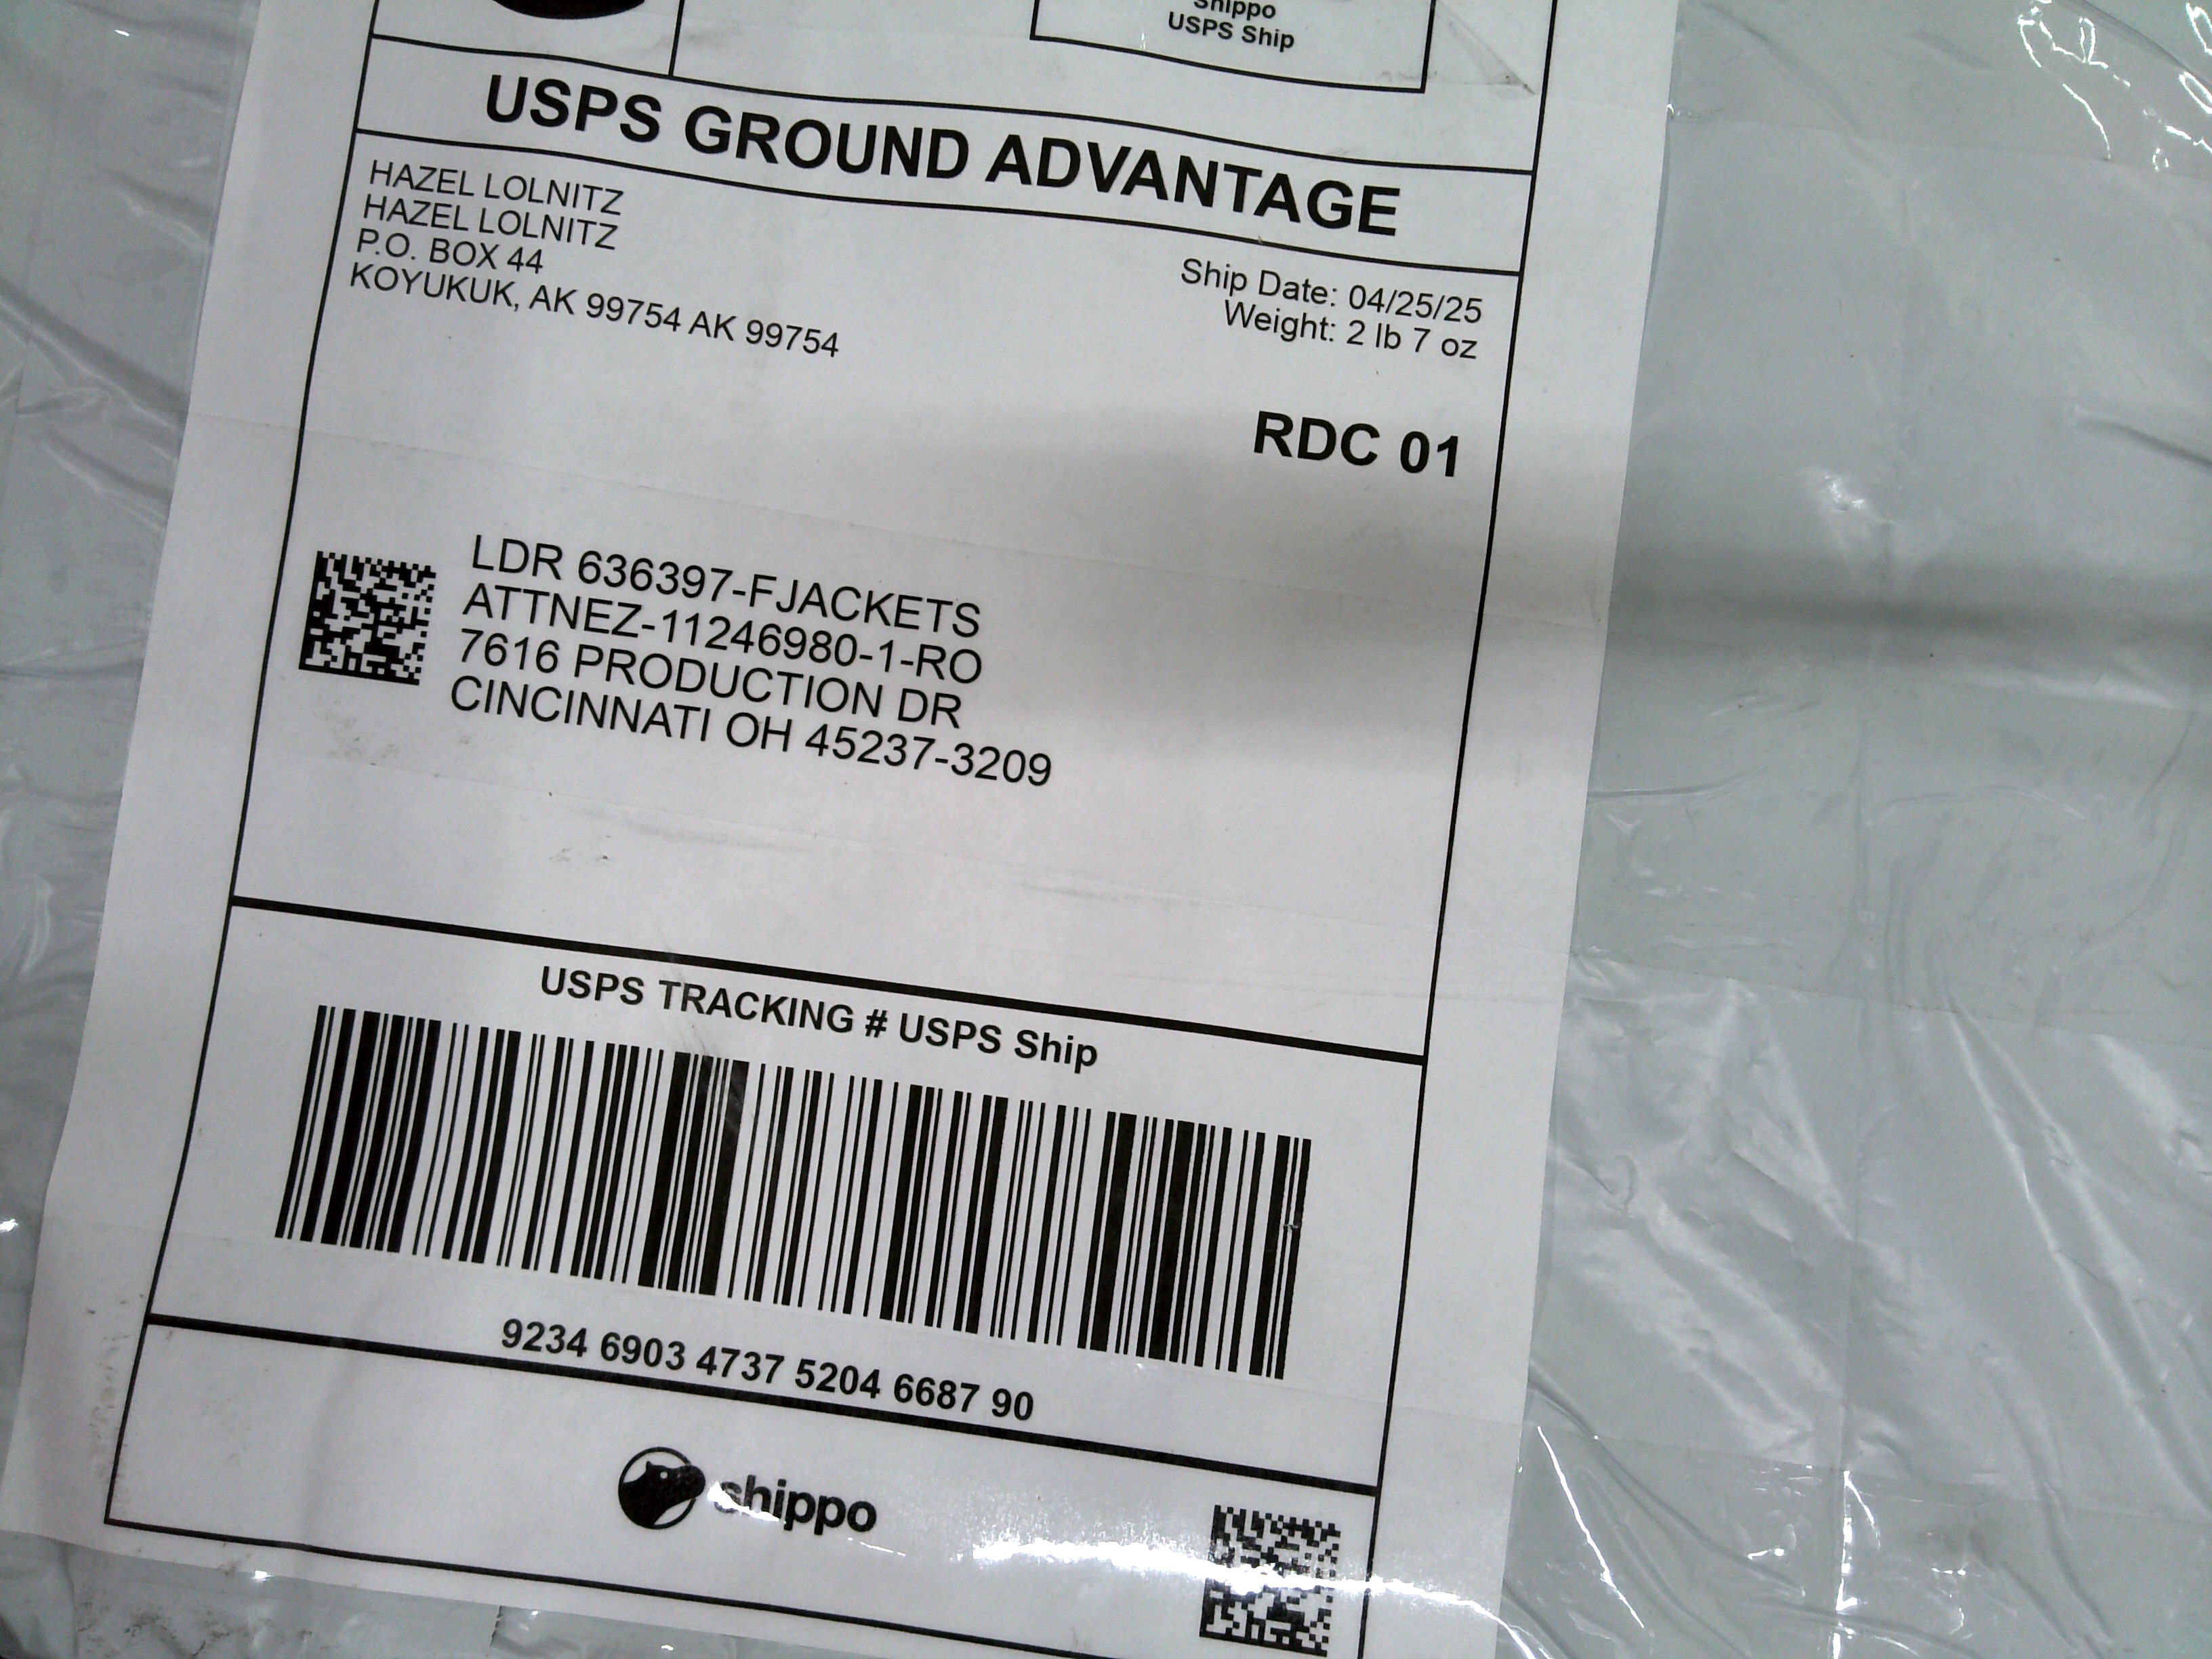 Shippo
USPS Ship
USPS GROUND ADVANTAGE
HAZEL LOLNITZ
HAZEL LOLNITZ
P.O. BOX 44
KOYUKUK, AK 99754 AK 99754
Ship Date: 04/25/25
Weight: 2 lb 7 oz
RDC 01
LDR 636397-FJACKETS
ATTNEZ-11246980-1-RO
7616 PRODUCTION DR
CINCINNATI OH 45237-3209
USPS TRACKING # USPS Ship
9234 6903 4737 5204 6687 90
shippo